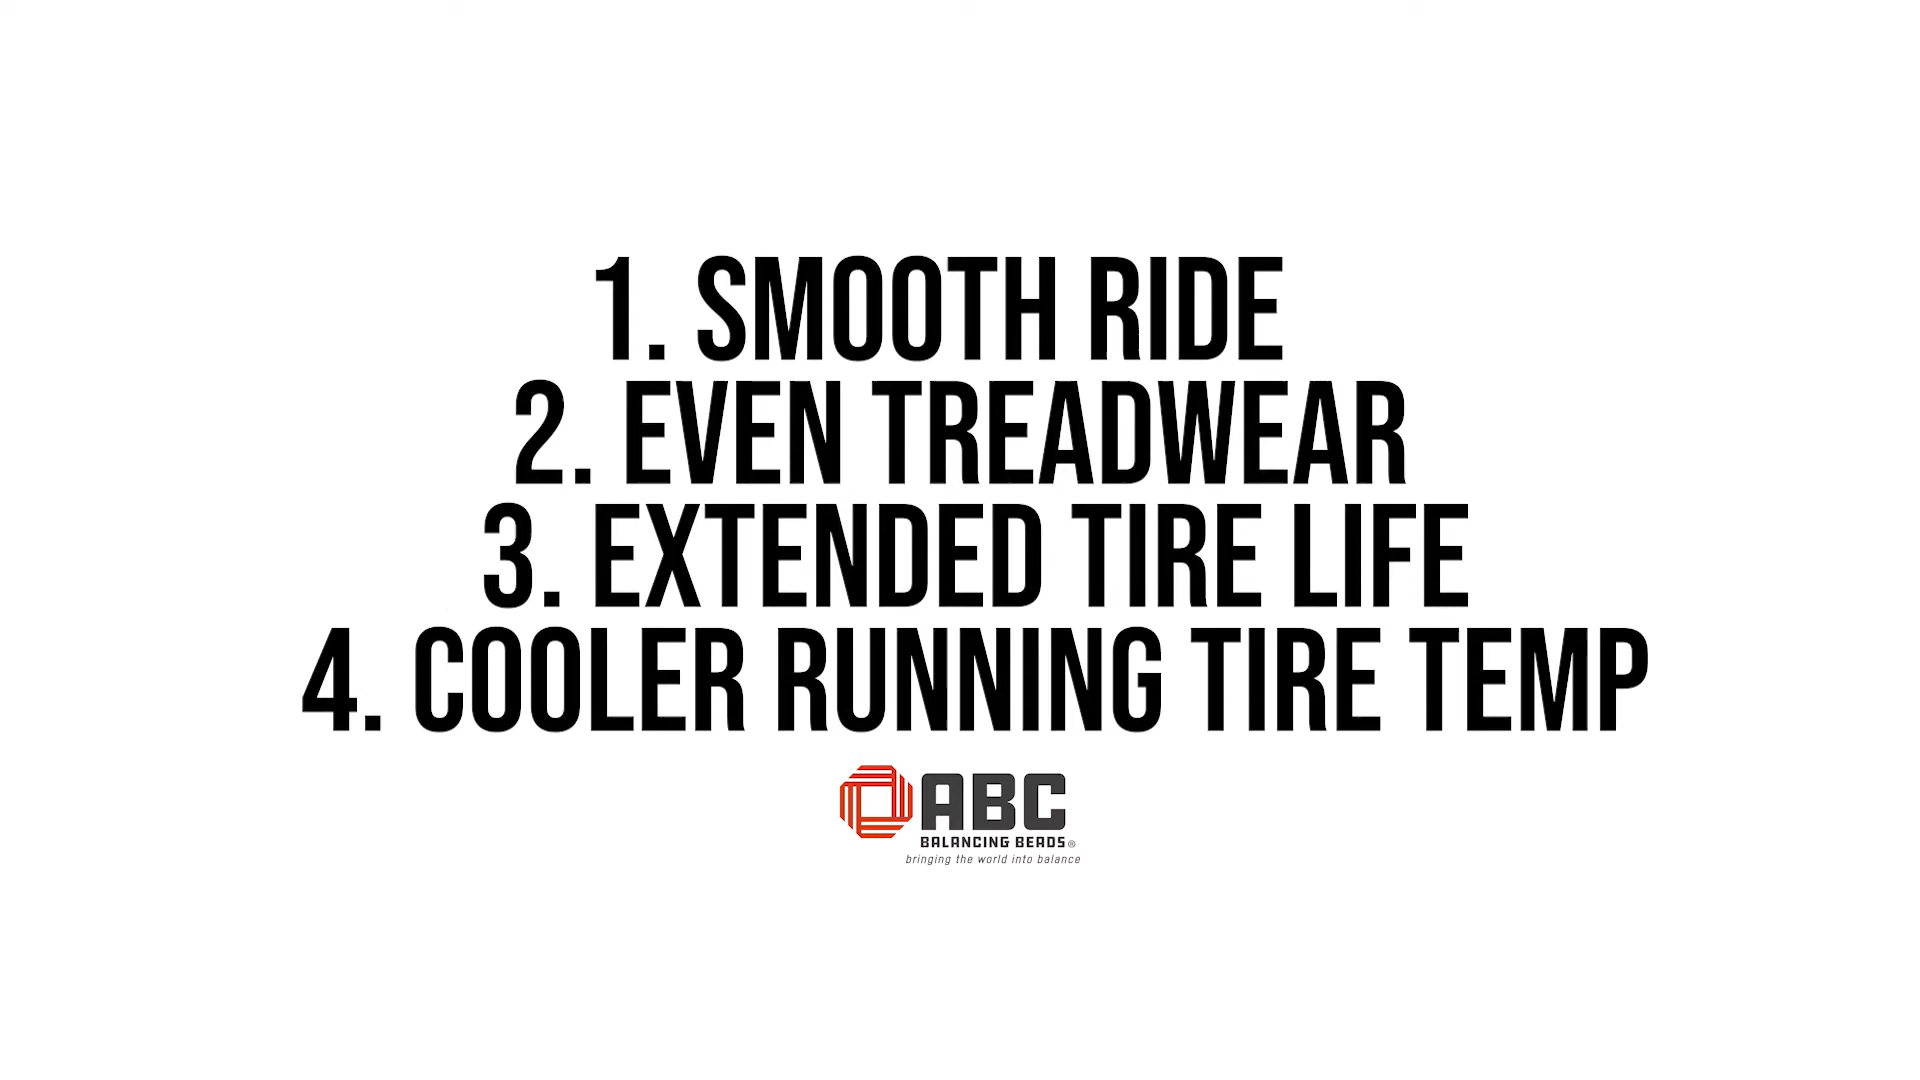 1. SMOOTH RIDE
2. EVEN TREADWEAR
3. EXTENDED TIRE LIFE
4. COOLER RUNNING TIRE TEMP
ABC
BALANCING BEADS®
bringing the world into balance